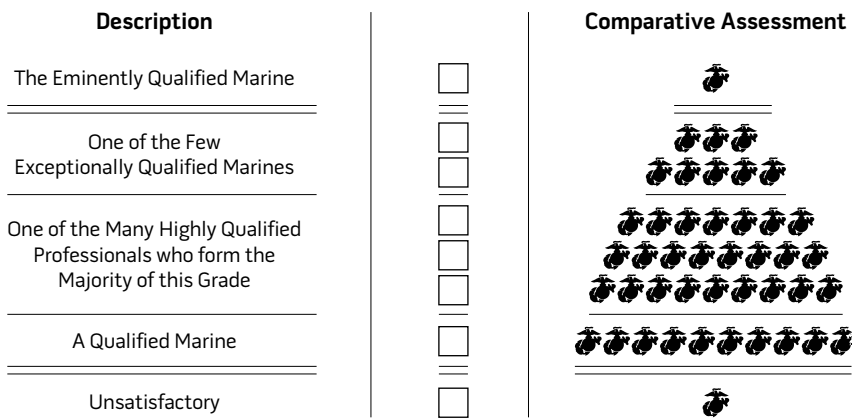 Description
Comparative Assessment
The Eminently Qualified Marine
One of the Few
Exceptionally Qualified Marines
One of the Many Highly Qualified
Professionals who form the
Majority of this Grade
A Qualified Marine
Unsatisfactory